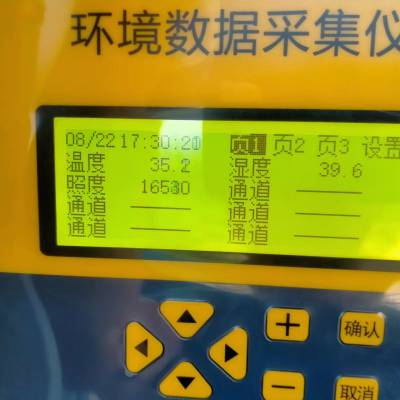 环境数据采集仪
08/22 17:30:20 页1 页2 页3 设置
温度 35.2 湿度 39.6
照度 16530 通道
通道 通道
通道 通道
+ 确认
− 取消